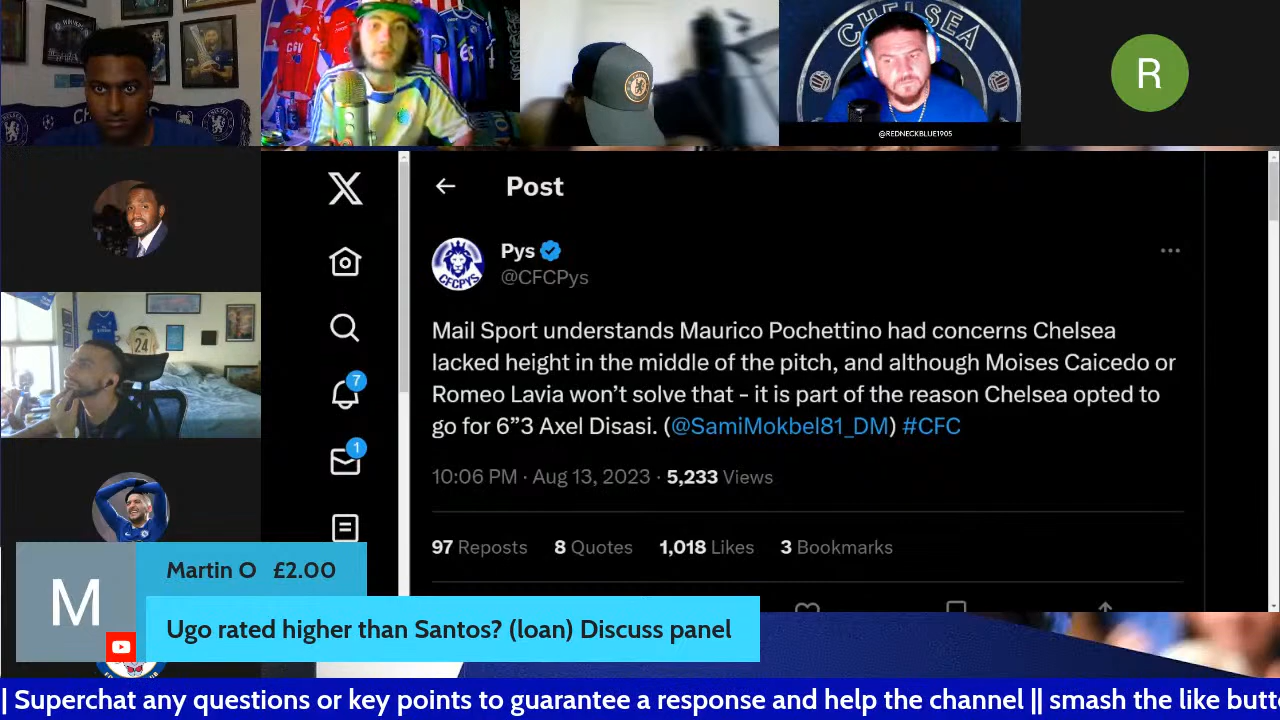 CHELSEA
@REDNECKBLUE1905
R
Post
Pys
@CFCPys
CFCPYS
Mail Sport understands Maurico Pochettino had concerns Chelsea
lacked height in the middle of the pitch, and although Moises Caicedo or
Romeo Lavia won’t solve that - it is part of the reason Chelsea opted to
go for 6”3 Axel Disasi. (@SamiMokbel81_DM) #CFC
10:06 PM · Aug 13, 2023 · 5,233 Views
97 Reposts 8 Quotes 1,018 Likes 3 Bookmarks
7
1
24
M
Martin O £2.00
Ugo rated higher than Santos? (loan) Discuss panel
| Superchat any questions or key points to guarantee a response and help the channel || smash the like butt